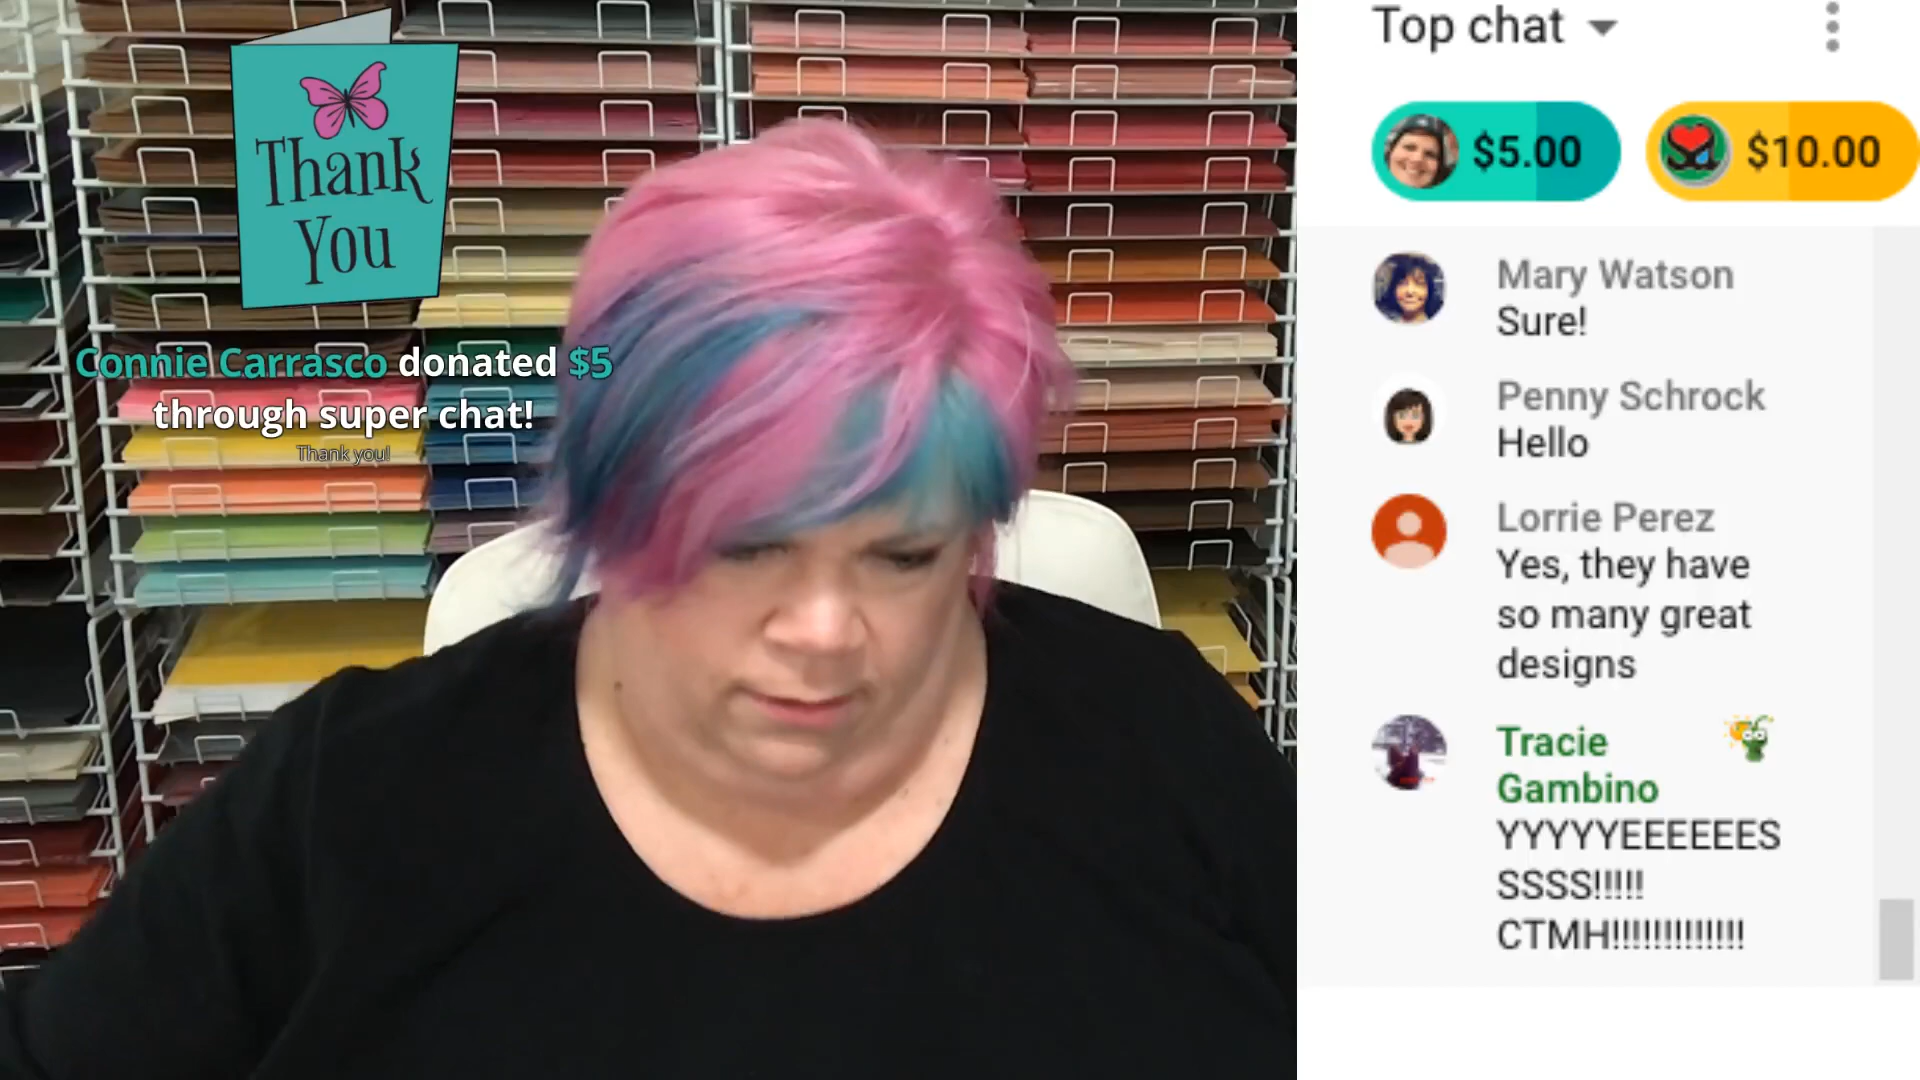 Thank
You
Connie Carrasco donated $5
through super chat!
Thank you!
Top chat
$5.00
$10.00
Mary Watson
Sure!
Penny Schrock
Hello
Lorrie Perez
Yes, they have
so many great
designs
Tracie
Gambino
YYYYYEEEEEES
SSSS!!!!!
CTMH!!!!!!!!!!!!!